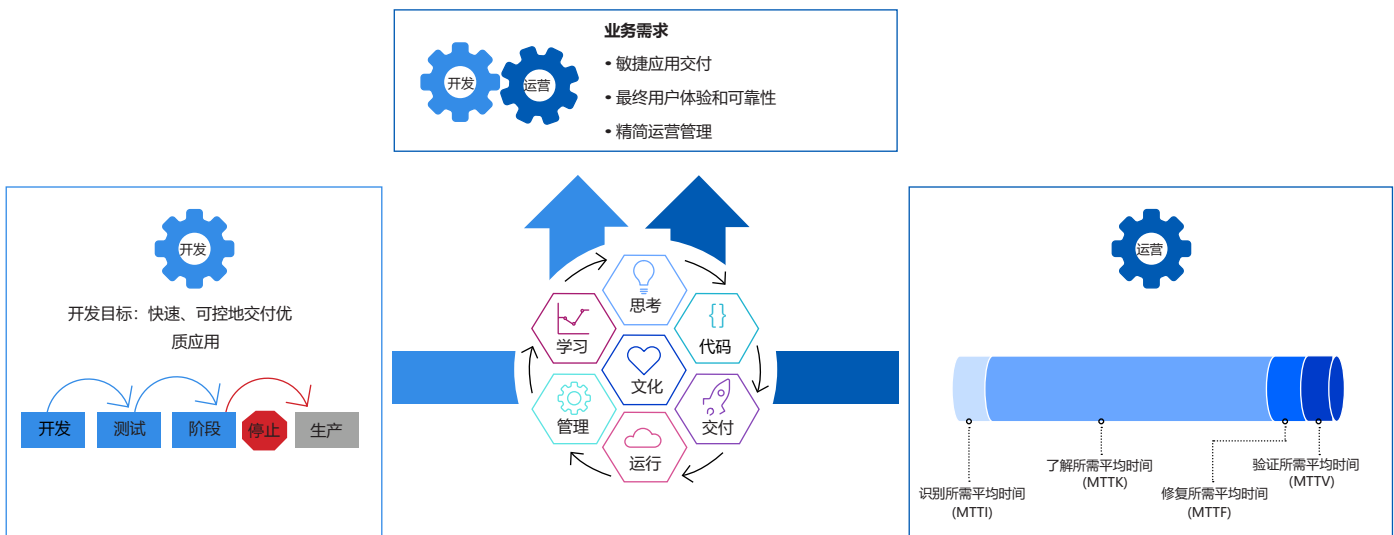 业务需求
开发
运营
• 敏捷应用交付
• 最终用户体验和可靠性
• 精简运营管理
开发
开发目标：快速、可控地交付优
质应用
开发
测试
阶段
停止
生产
思考
学习
{}
代码
文化
管理
交付
运行
运营
识别所需平均时间
(MTTI)
了解所需平均时间
(MTTK)
修复所需平均时间
(MTTF)
验证所需平均时间
(MTTV)